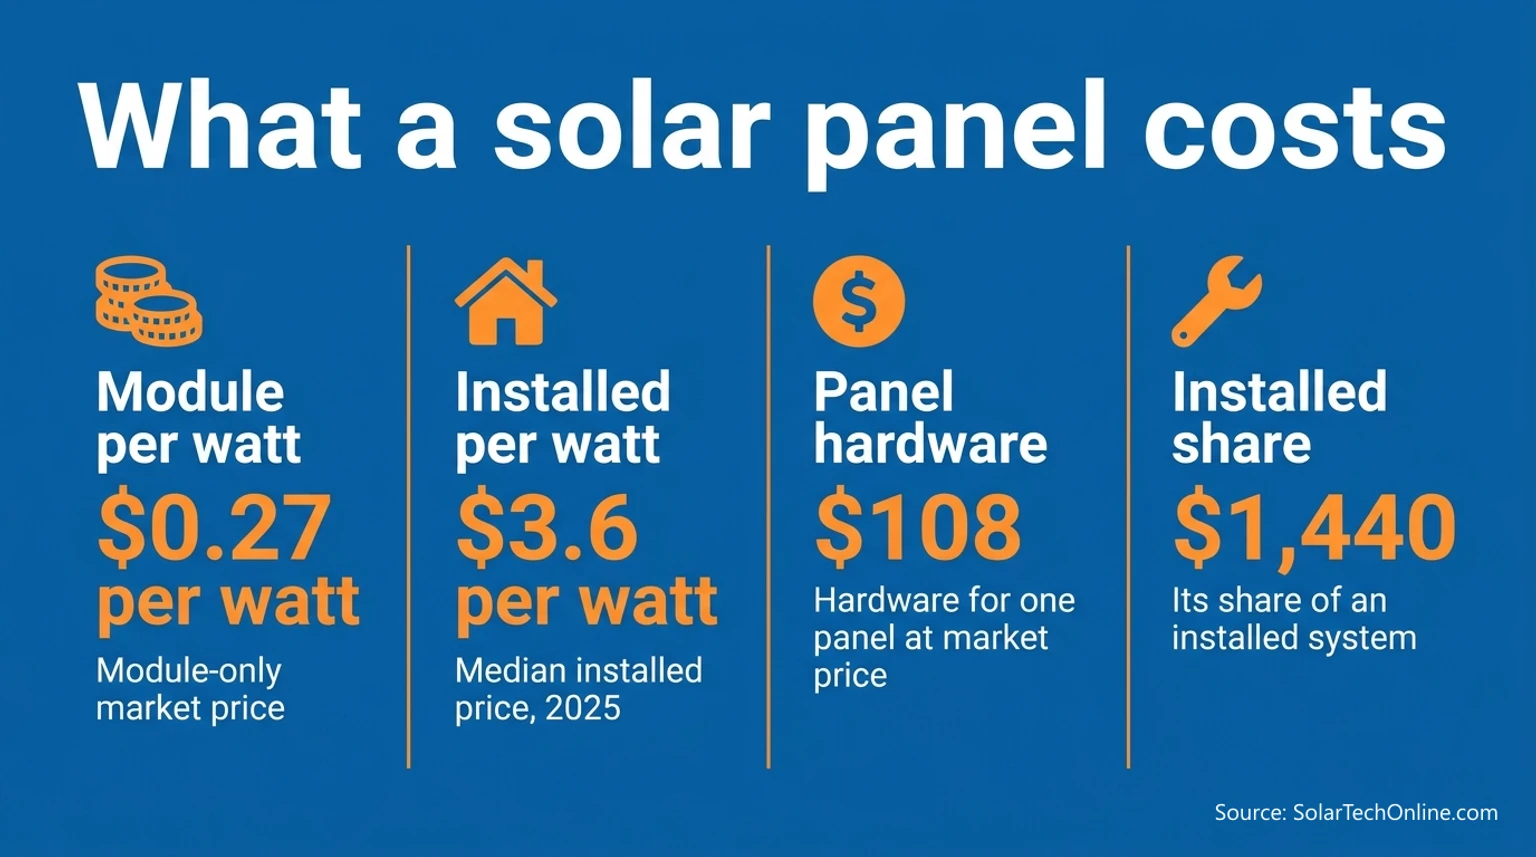 What a solar panel costs
Module
per watt
$0.27
per watt
Module-only
market price
Installed
per watt
$3.6
per watt
Median installed
price, 2025
Panel
hardware
$108
Hardware for one
panel at market
price
Installed
share
$1,440
Its share of an
installed system
Source: SolarTechOnline.com